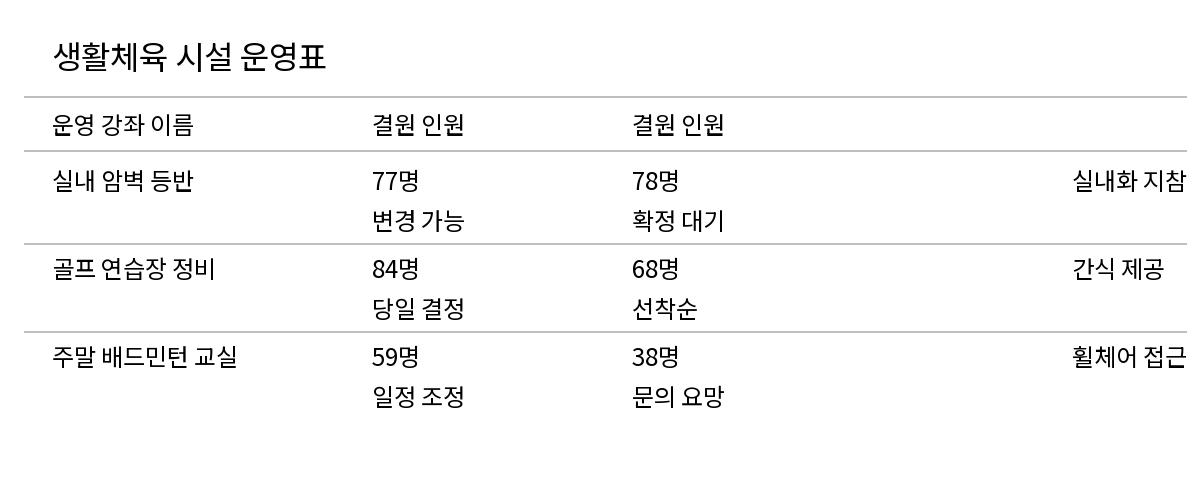 생활체육 시설 운영표
운영 강좌 이름 결원 인원 결원 인원
실내 암벽 등반 77명 78명 실내화 지참
변경 가능 확정 대기
골프 연습장 정비 84명 68명 간식 제공
당일 결정 선착순
주말 배드민턴 교실 59명 38명 휠체어 접근
일정 조정 문의 요망